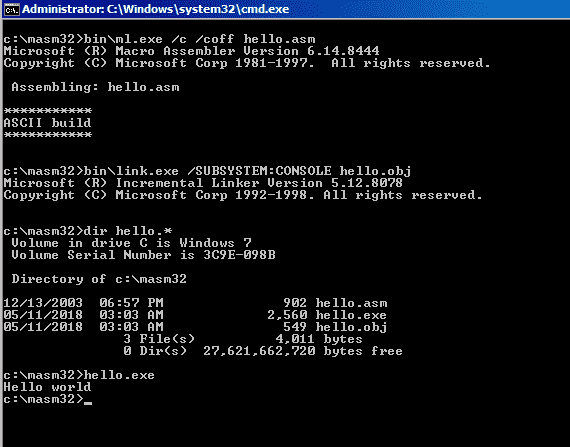 Administrator: C:\Windows\system32\cmd.exe
c:\masm32>bin\ml.exe /c /coff hello.asm
Microsoft (R) Macro Assembler Version 6.14.8444
Copyright (C) Microsoft Corp 1981-1997.  All rights reserved.
 Assembling: hello.asm
***********
ASCII build
***********
c:\masm32>bin\link.exe /SUBSYSTEM:CONSOLE hello.obj
Microsoft (R) Incremental Linker Version 5.12.8078
Copyright (C) Microsoft Corp 1992-1998. All rights reserved.
c:\masm32>dir hello.*
 Volume in drive C is Windows 7
 Volume Serial Number is 3C9E-098B
 Directory of c:\masm32
12/13/2003  06:57 PM               902 hello.asm
05/11/2018  03:03 AM             2,560 hello.exe
05/11/2018  03:03 AM               549 hello.obj
               3 File(s)          4,011 bytes
               0 Dir(s)  27,621,662,720 bytes free
c:\masm32>hello.exe
Hello world
c:\masm32>_